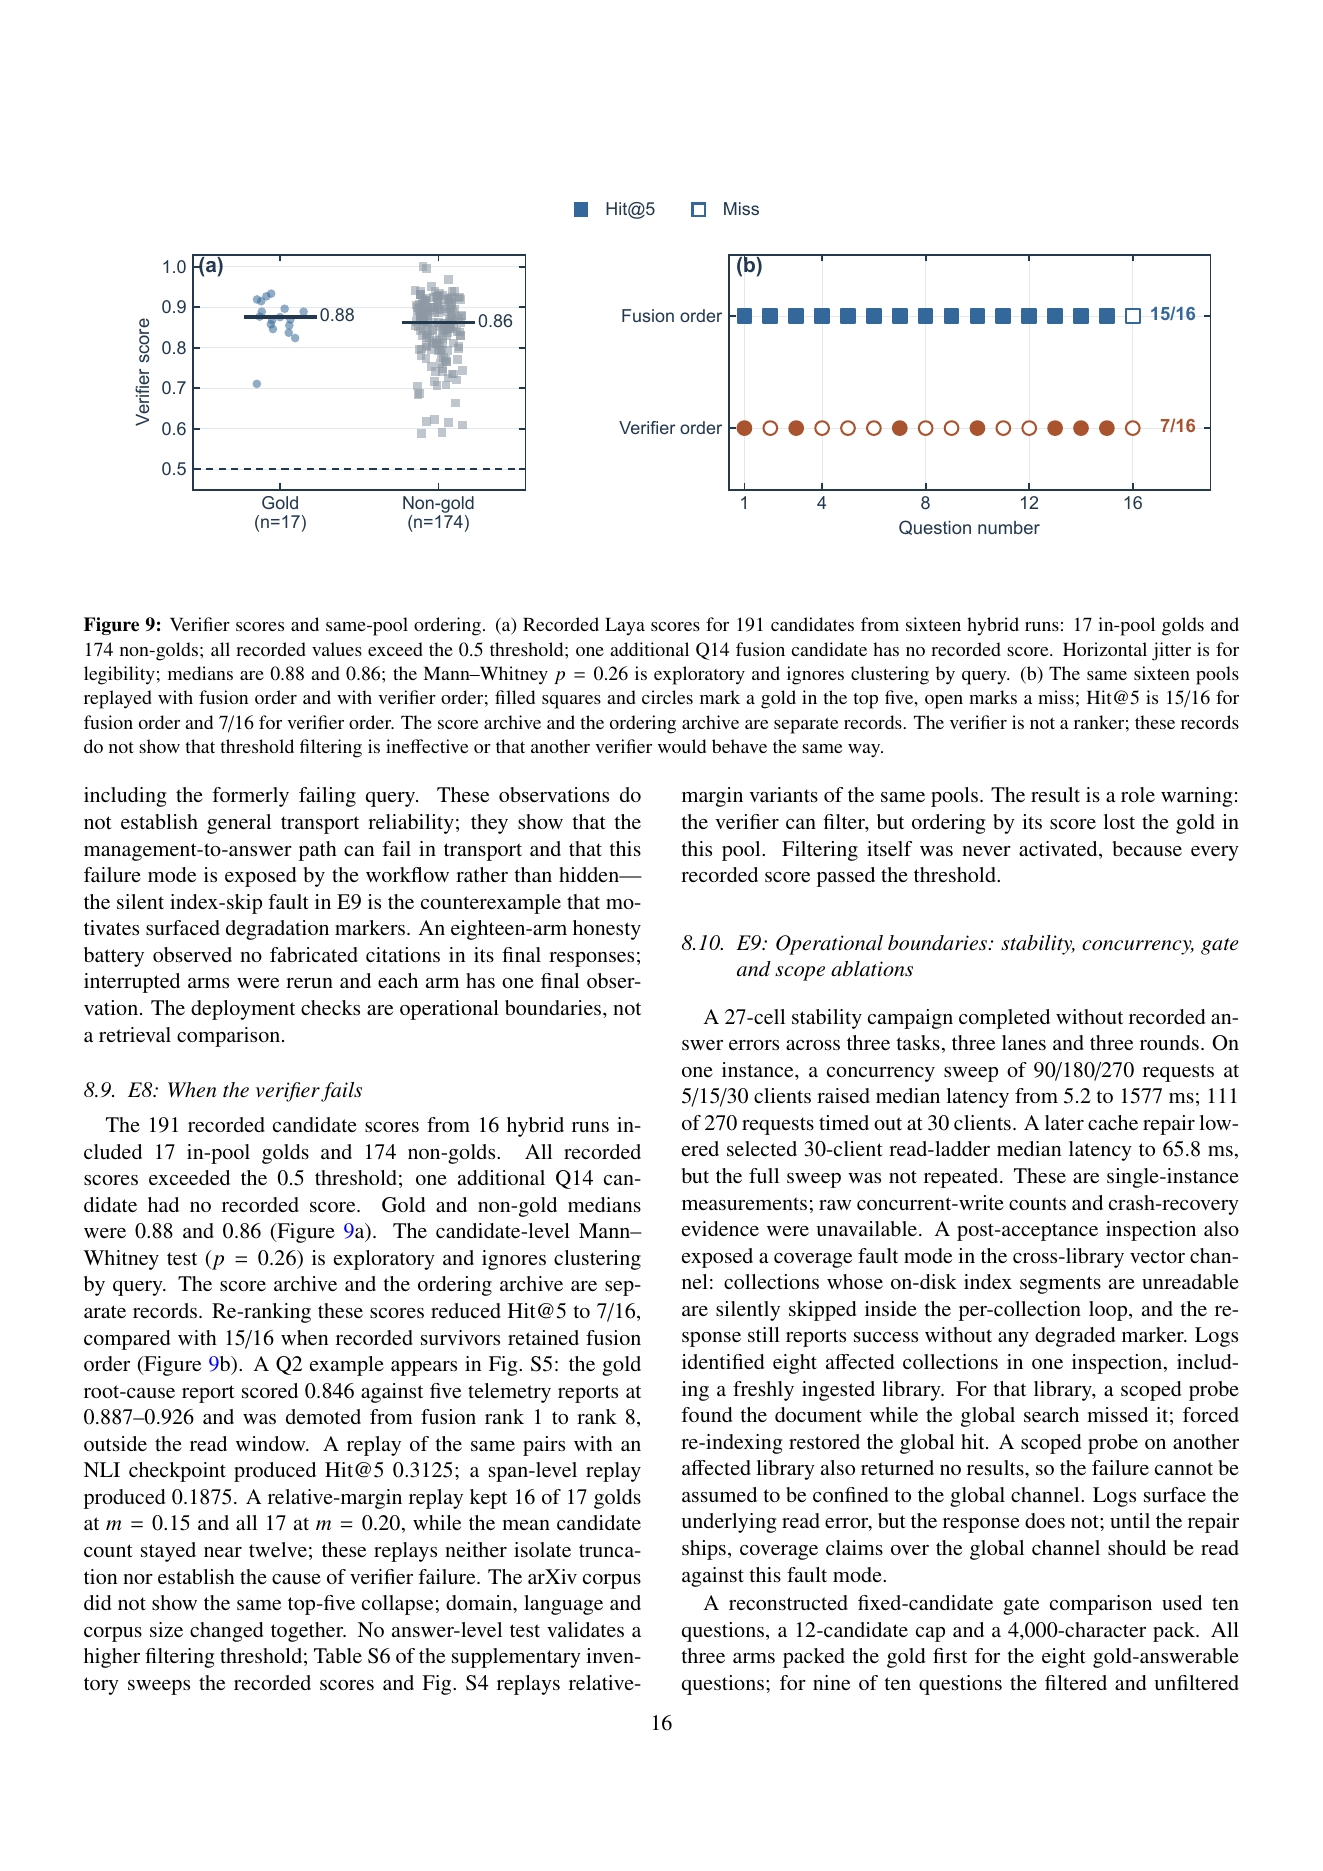 Hit@5 Miss
(a)
1.0
0.9
0.8
0.7
0.6
0.5
Verifier score
0.88
0.86
Gold
(n=17)
Non-gold
(n=174)
(b)
Fusion order
15/16
Verifier order
7/16
1 4 8 12 16
Question number
Figure 9: Verifier scores and same-pool ordering. (a) Recorded Laya scores for 191 candidates from sixteen hybrid runs: 17 in-pool golds and
174 non-golds; all recorded values exceed the 0.5 threshold; one additional Q14 fusion candidate has no recorded score. Horizontal jitter is for
legibility; medians are 0.88 and 0.86; the Mann–Whitney p = 0.26 is exploratory and ignores clustering by query. (b) The same sixteen pools
replayed with fusion order and with verifier order; filled squares and circles mark a gold in the top five, open marks a miss; Hit@5 is 15/16 for
fusion order and 7/16 for verifier order. The score archive and the ordering archive are separate records. The verifier is not a ranker; these records
do not show that threshold filtering is ineffective or that another verifier would behave the same way.
including the formerly failing query. These observations do
not establish general transport reliability; they show that the
management-to-answer path can fail in transport and that this
failure mode is exposed by the workflow rather than hidden—
the silent index-skip fault in E9 is the counterexample that mo-
tivates surfaced degradation markers. An eighteen-arm honesty
battery observed no fabricated citations in its final responses;
interrupted arms were rerun and each arm has one final obser-
vation. The deployment checks are operational boundaries, not
a retrieval comparison.
8.9. E8: When the verifier fails
The 191 recorded candidate scores from 16 hybrid runs in-
cluded 17 in-pool golds and 174 non-golds. All recorded
scores exceeded the 0.5 threshold; one additional Q14 can-
didate had no recorded score. Gold and non-gold medians
were 0.88 and 0.86 (Figure 9a). The candidate-level Mann–
Whitney test (p = 0.26) is exploratory and ignores clustering
by query. The score archive and the ordering archive are sep-
arate records. Re-ranking these scores reduced Hit@5 to 7/16,
compared with 15/16 when recorded survivors retained fusion
order (Figure 9b). A Q2 example appears in Fig. S5: the gold
root-cause report scored 0.846 against five telemetry reports at
0.887–0.926 and was demoted from fusion rank 1 to rank 8,
outside the read window. A replay of the same pairs with an
NLI checkpoint produced Hit@5 0.3125; a span-level replay
produced 0.1875. A relative-margin replay kept 16 of 17 golds
at m = 0.15 and all 17 at m = 0.20, while the mean candidate
count stayed near twelve; these replays neither isolate trunca-
tion nor establish the cause of verifier failure. The arXiv corpus
did not show the same top-five collapse; domain, language and
corpus size changed together. No answer-level test validates a
higher filtering threshold; Table S6 of the supplementary inven-
tory sweeps the recorded scores and Fig. S4 replays relative-
margin variants of the same pools. The result is a role warning:
the verifier can filter, but ordering by its score lost the gold in
this pool. Filtering itself was never activated, because every
recorded score passed the threshold.
8.10. E9: Operational boundaries: stability, concurrency, gate
and scope ablations
A 27-cell stability campaign completed without recorded an-
swer errors across three tasks, three lanes and three rounds. On
one instance, a concurrency sweep of 90/180/270 requests at
5/15/30 clients raised median latency from 5.2 to 1577 ms; 111
of 270 requests timed out at 30 clients. A later cache repair low-
ered selected 30-client read-ladder median latency to 65.8 ms,
but the full sweep was not repeated. These are single-instance
measurements; raw concurrent-write counts and crash-recovery
evidence were unavailable. A post-acceptance inspection also
exposed a coverage fault mode in the cross-library vector chan-
nel: collections whose on-disk index segments are unreadable
are silently skipped inside the per-collection loop, and the re-
sponse still reports success without any degraded marker. Logs
identified eight affected collections in one inspection, includ-
ing a freshly ingested library. For that library, a scoped probe
found the document while the global search missed it; forced
re-indexing restored the global hit. A scoped probe on another
affected library also returned no results, so the failure cannot be
assumed to be confined to the global channel. Logs surface the
underlying read error, but the response does not; until the repair
ships, coverage claims over the global channel should be read
against this fault mode.
A reconstructed fixed-candidate gate comparison used ten
questions, a 12-candidate cap and a 4,000-character pack. All
three arms packed the gold first for the eight gold-answerable
questions; for nine of ten questions the filtered and unfiltered
16